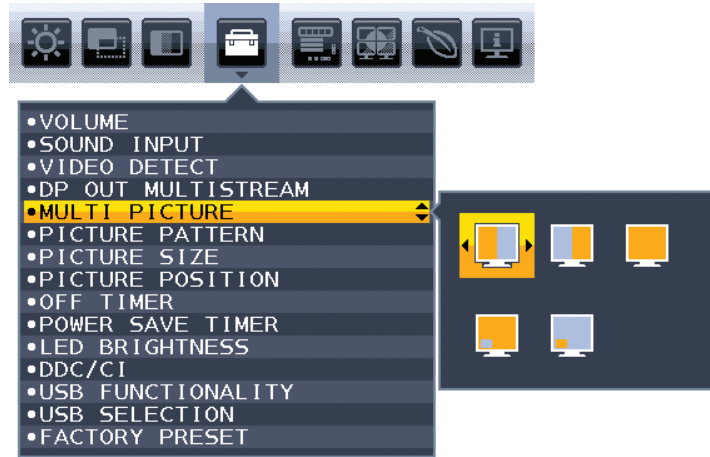 •VOLUME
•SOUND INPUT
•VIDEO DETECT
•DP OUT MULTISTREAM
•MULTI PICTURE
•PICTURE PATTERN
•PICTURE SIZE
•PICTURE POSITION
•OFF TIMER
•POWER SAVE TIMER
•LED BRIGHTNESS
•DDC/CI
•USB FUNCTIONALITY
•USB SELECTION
•FACTORY PRESET